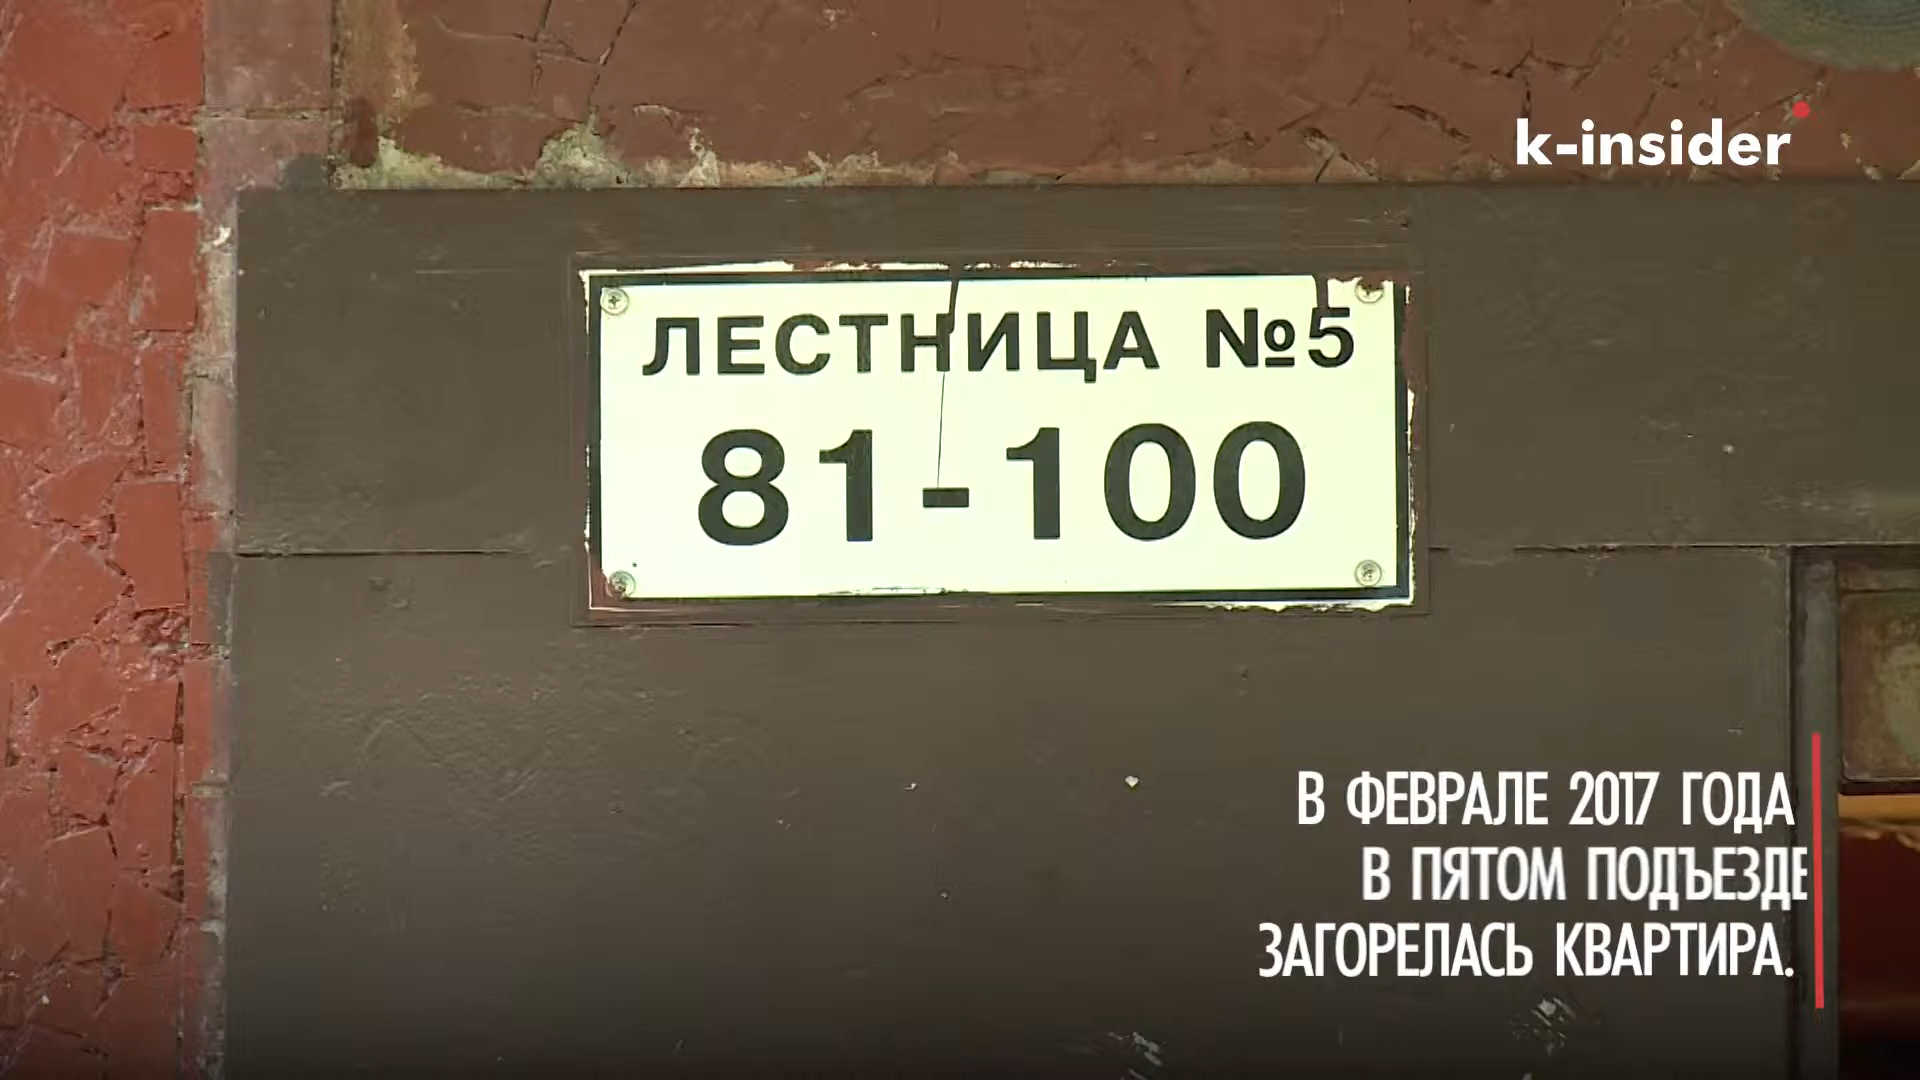 k-insider
ЛЕСТНИЦА №5
81-100
В ФЕВРАЛЕ 2017 ГОДА
В ПЯТОМ ПОДЪЕЗДЕ
ЗАГОРЕЛАСЬ КВАРТИРА.